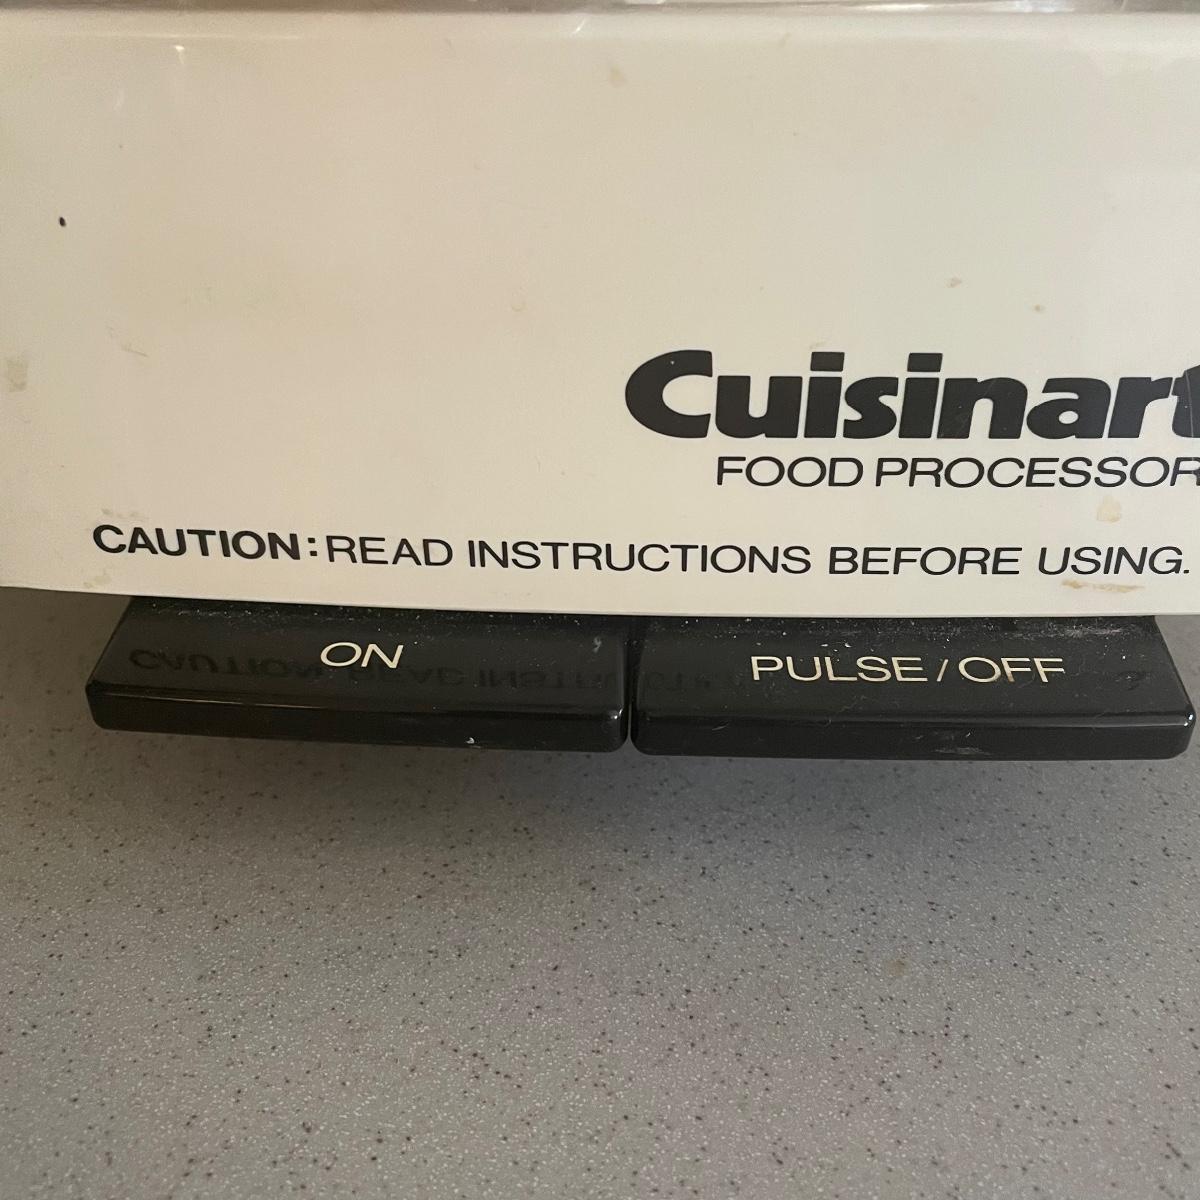 Cuisinart
FOOD PROCESSOR
CAUTION: READ INSTRUCTIONS BEFORE USING.
ON
PULSE/OFF